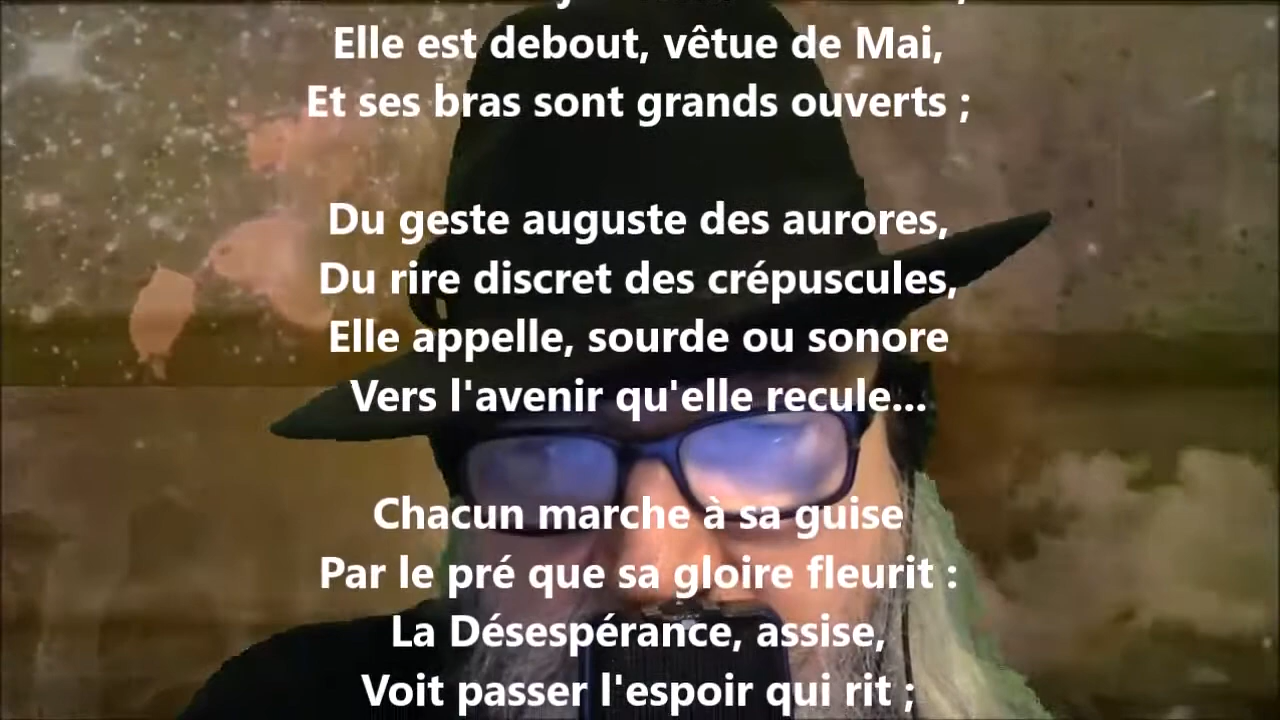 Elle est debout, vêtue de Mai,
Et ses bras sont grands ouverts ;
Du geste auguste des aurores,
Du rire discret des crépuscules,
Elle appelle, sourde ou sonore
Vers l'avenir qu'elle recule...
Chacun marche à sa guise
Par le pré que sa gloire fleurit :
La Désespérance, assise,
Voit passer l'espoir qui rit ;